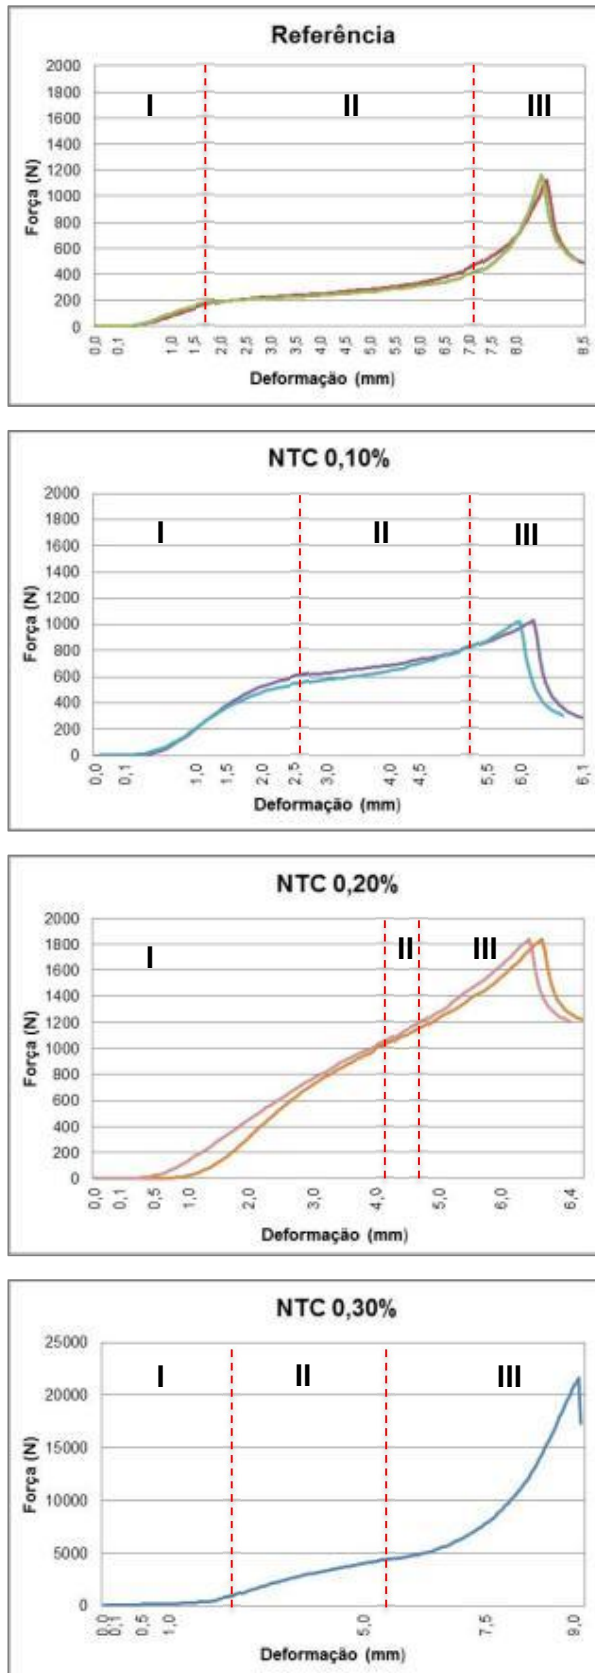 Referência
2000
1800
1600
1400
1200
1000
800
600
400
200
0
Força (N)
I II III
0,0 0,1 1,0 1,5 2,0 2,5 3,0 3,5 4,0 4,5 5,0 5,5 6,0 6,5 7,0 7,5 8,0 8,5
Deformação (mm)
NTC 0,10%
2000
1800
1600
1400
1200
1000
800
600
400
200
0
Força (N)
I II III
0,0 0,1 1,0 1,5 2,0 2,5 3,0 4,0 4,5 5,5 6,0 6,1
Deformação (mm)
NTC 0,20%
2000
1800
1600
1400
1200
1000
800
600
400
200
0
Força (N)
I II III
0,0 0,1 0,5 1,0 2,0 3,0 4,0 5,0 6,0 6,4
Deformação (mm)
NTC 0,30%
25000
20000
15000
10000
5000
0
Força (N)
I II III
0,0 0,1 0,5 1,0 5,0 7,5 9,0
Deformação (mm)